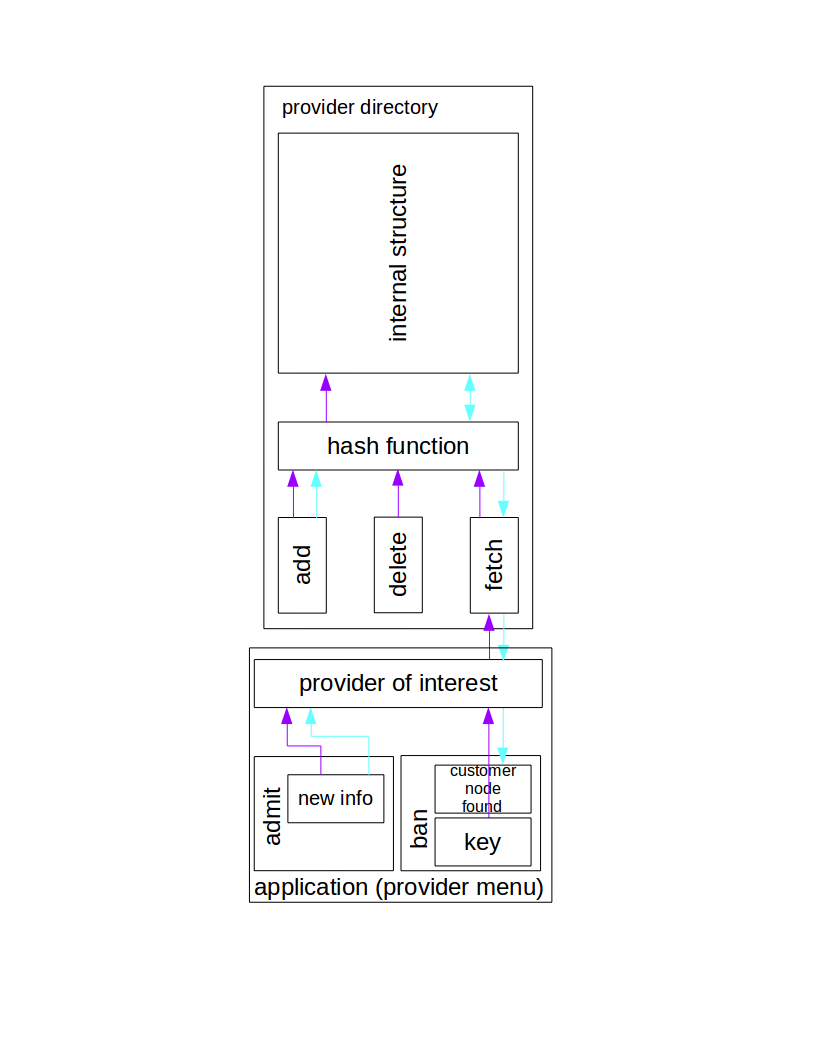 provider directory
internal structure
hash function
add
delete
fetch
provider of interest
admit
new info
ban
customer
node
found
key
application (provider menu)